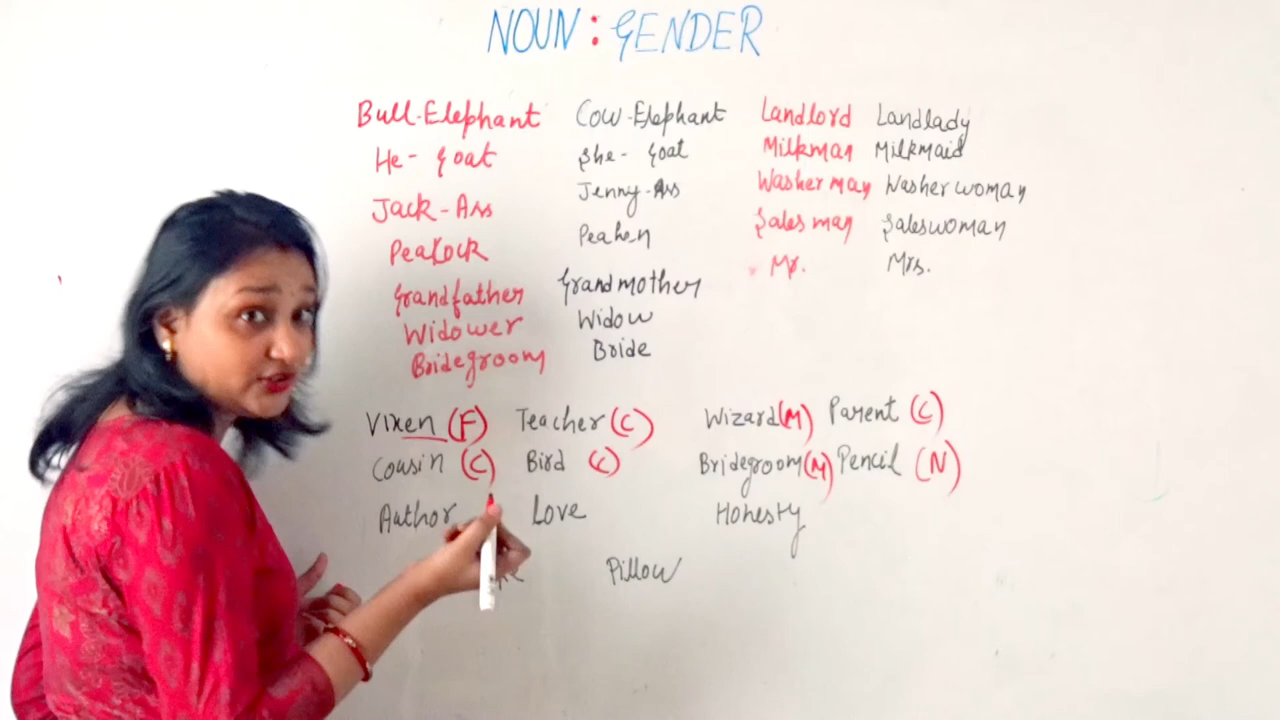 NOUN : GENDER
Bull-Elephant Cow-Elephant Landlord Landlady
He-Goat She-Goat Milkman Milkmaid
Jack-Ass Jenny-Ass Washerman Washerwoman
Peacock Peahen Salesman Saleswoman
Grandfather Grandmother Mr. Mrs.
Widower Widow
Bridegroom Bride
Vixen (F) Teacher (C) Wizard (M) Parent (C)
Cousin (C) Bird (C) Bridegroom (M) Pencil (N)
Author Love Honesty
Pillow